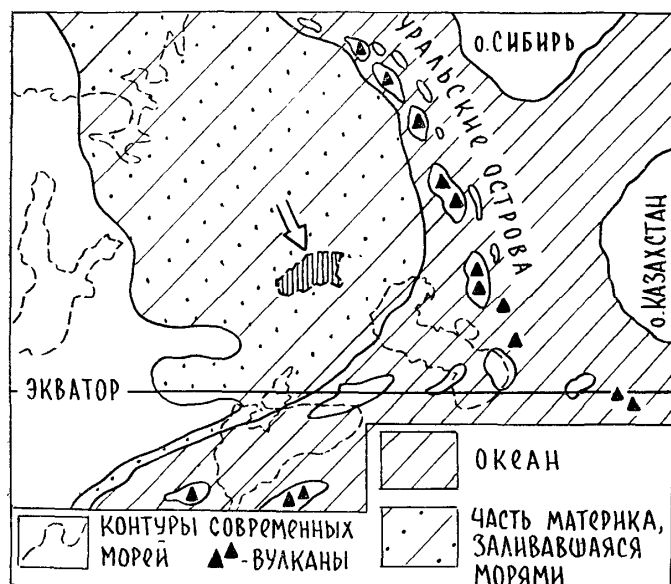 о. СИБИРЬ
УРАЛЬСКИЕ ОСТРОВА
о. КАЗАХСТАН
ЭКВАТОР
ОКЕАН
КОНТУРЫ СОВРЕМЕННЫХ
МОРЕЙ
-ВУЛКАНЫ
ЧАСТЬ МАТЕРИКА,
ЗАЛИВАВШАЯСЯ
МОРЯМИ